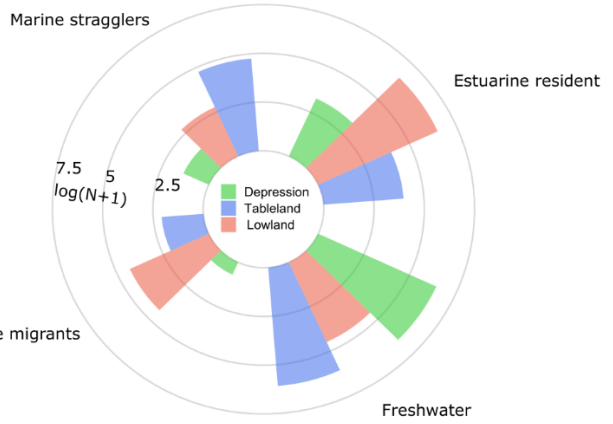 Marine stragglers
Estuarine resident
7.5
5
2.5
log(N+1)
Depression
Tableland
Lowland
e migrants
Freshwater